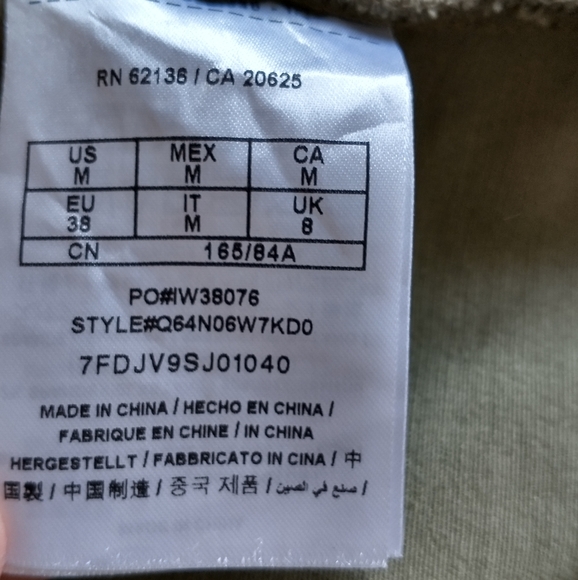 RN 62136 / CA 20625
US MEX CA
M M M
EU IT UK
38 M 8
CN 165/84A
PO#IW38076
STYLE#Q64N06W7KD0
7FDJV9SJ01040
MADE IN CHINA / HECHO EN CHINA /
FABRIQUE EN CHINE / IN CHINA
HERGESTELLT / FABBRICATO IN CINA / 中
国製 / 中国制造 / 중국 제품 / صنع في الصين /